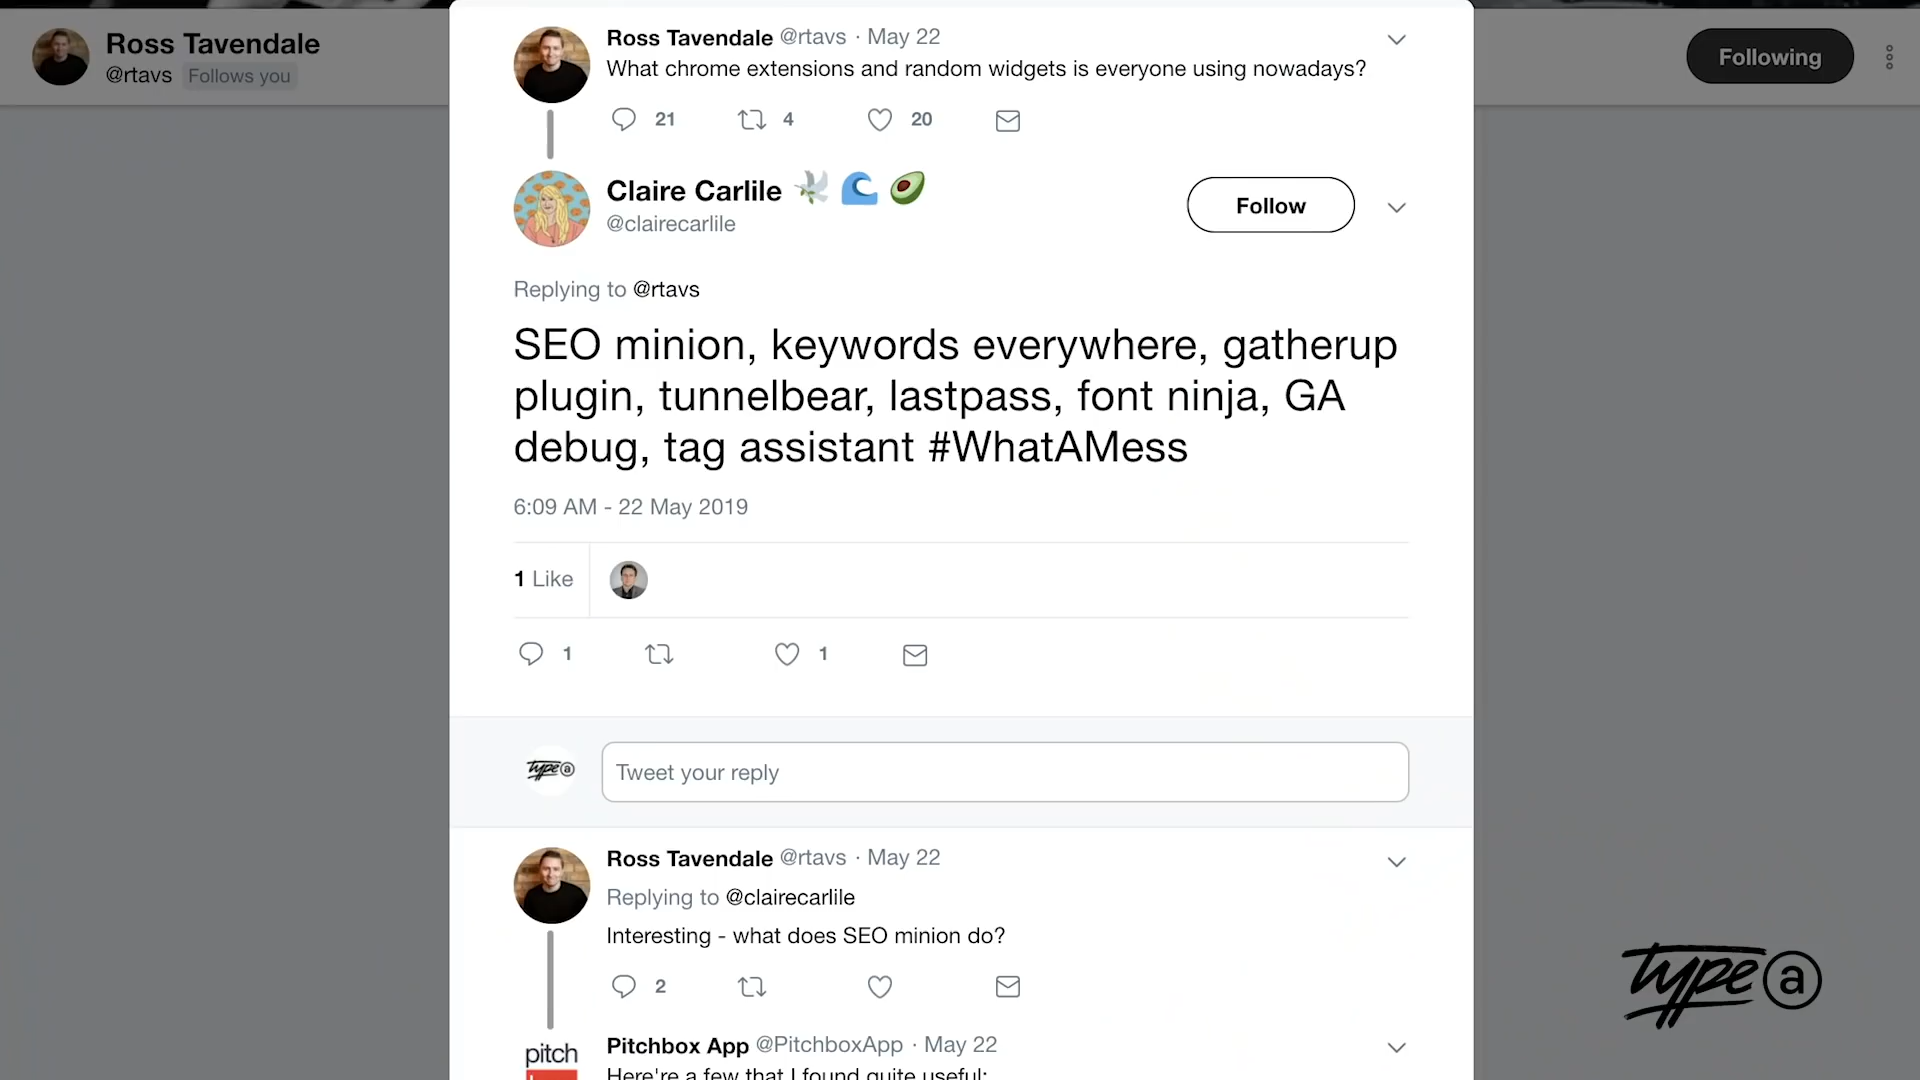 Ross Tavendale
@rtavs Follows you
Following
Ross Tavendale @rtavs · May 22
What chrome extensions and random widgets is everyone using nowadays?
21 4 20
Claire Carlile 🕊️ 🌊 🥑
@clairecarlile
Follow
Replying to @rtavs
SEO minion, keywords everywhere, gatherup
plugin, tunnelbear, lastpass, font ninja, GA
debug, tag assistant #WhatAMess
6:09 AM - 22 May 2019
1 Like
1 1
type@
Tweet your reply
Ross Tavendale @rtavs · May 22
Replying to @clairecarlile
Interesting - what does SEO minion do?
2
type@
pitch
Pitchbox App @PitchboxApp · May 22
Here're a few that I found quite useful: